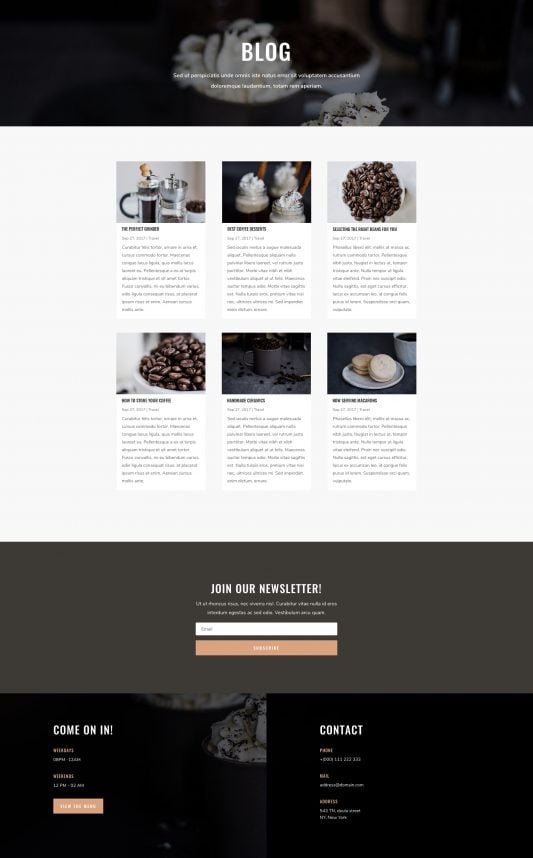 BLOG
Sed ut perspiciatis unde omnis iste natus error sit voluptatem accusantium
doloremque laudantium, totam rem aperiam.
THE PERFECT GRINDER
Sep 27, 2017 | Travel
Curabitur felis tortor, ornare in urna et,
cursus commodo tortor. Maecenas
congue lacus ligula, quis mollis lacus
laoreet eu. Pellentesque a ex at turpis
aliquam tristique et sit amet tortor.
Fusce convallis, mi eu bibendum varius,
odio ligula consequat risus, at placerat
ipsum risus et enim. Aenean cursus
mollis ante,
BEST COFFEE DESSERTS
Sep 27, 2017 | Travel
Sed iaculis metus a augue malesuada
aliquet. Pellentesque aliquam nulla
pulvinar libero laoreet, vel rutrum justo
porttitor. Morbi vitae nibh et nibh
vestibulum aliquet at ut felis. Maecenas
auctor tempus odio. Morbi vitae sagittis
est. Nulla turpis eros, pretium vitae nisl
nec, ultrices ultrices mi. Sed imperdiet
enim dictum, ornare
SELECTING THE RIGHT BEANS FOR YOU
Sep 27, 2017 | Travel
Phasellus libero elit, mollis at massa ac,
rutrum commodo tortor. Pellentesque
nibh justo, feugiat in lectus at, tempor
tristique ante. Nulla tempor ut ligula
vitae eleifend. Proin nec suscipit odio.
Nulla sagittis, est eget cursus efficitur,
lacus ex accumsan leo, id congue felis
purus id lorem. Suspendisse orci quam,
vulputate
HOW TO STORE YOUR COFFEE
Sep 27, 2017 | Travel
Curabitur felis tortor, ornare in urna et,
cursus commodo tortor. Maecenas
congue lacus ligula, quis mollis lacus
laoreet eu. Pellentesque a ex at turpis
aliquam tristique et sit amet tortor.
Fusce convallis, mi eu bibendum varius,
odio ligula consequat risus, at placerat
ipsum risus et enim. Aenean cursus
mollis ante,
HANDMADE CERAMICS
Sep 27, 2017 | Travel
Sed iaculis metus a augue malesuada
aliquet. Pellentesque aliquam nulla
pulvinar libero laoreet, vel rutrum justo
porttitor. Morbi vitae nibh et nibh
vestibulum aliquet at ut felis. Maecenas
auctor tempus odio. Morbi vitae sagittis
est. Nulla turpis eros, pretium vitae nisl
nec, ultrices ultrices mi. Sed imperdiet
enim dictum, ornare
NOW SERVING MACARONS
Sep 27, 2017 | Travel
Phasellus libero elit, mollis at massa ac,
rutrum commodo tortor. Pellentesque
nibh justo, feugiat in lectus at, tempor
tristique ante. Nulla tempor ut ligula
vitae eleifend. Proin nec suscipit odio.
Nulla sagittis, est eget cursus efficitur,
lacus ex accumsan leo, id congue felis
purus id lorem. Suspendisse orci quam,
vulputate
JOIN OUR NEWSLETTER!
Ut ut rhoncus risus, nec viverra nisl. Curabitur vitae nulla id eros
interdum egestas ac sed odio. Vestibulum arcu quam.
Email
SUBSCRIBE
COME ON IN!
WEEKDAYS
08PM -12AM
WEEKENDS
12 PM - 02 AM
VIEW THE MENU
CONTACT
PHONE
+(000) 111 222 333
MAIL
address@domain.com
ADDRESS
543 TN, dacla street
NY, New York